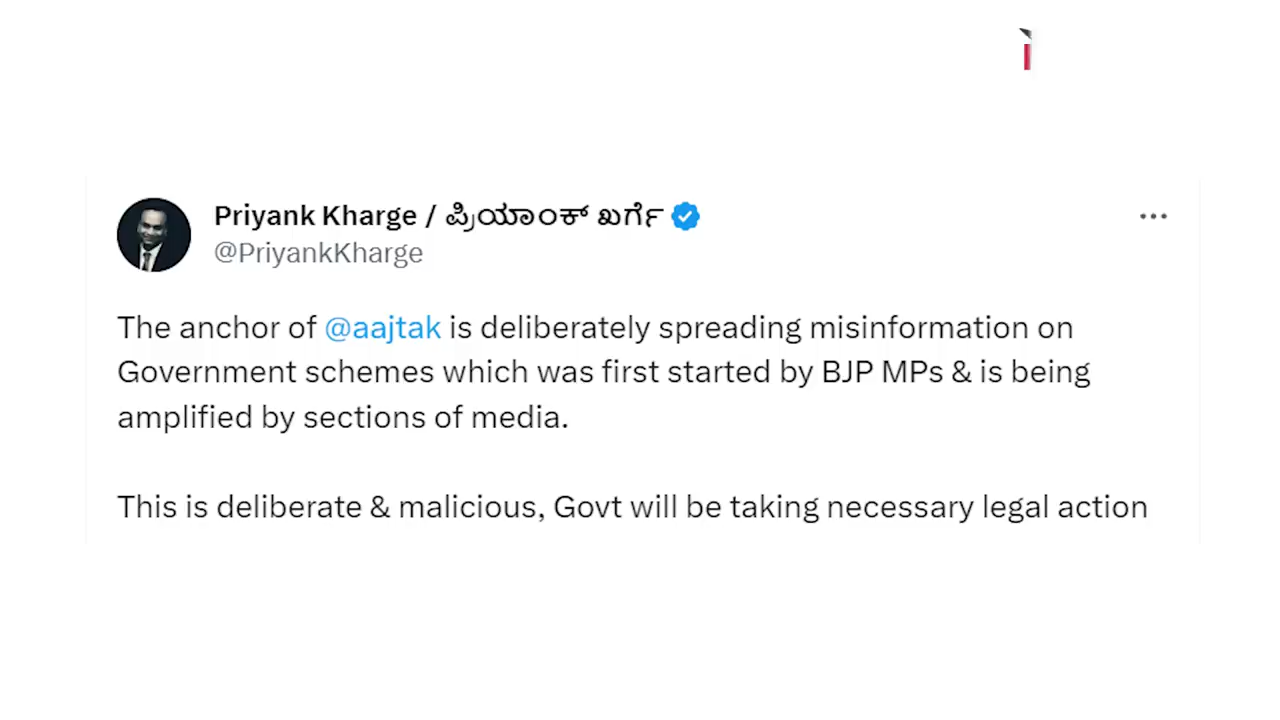 Priyank Kharge / ಪ್ರಿಯಾಂಕ್ ಖರ್ಗೆ
@PriyankKharge
The anchor of @aajtak is deliberately spreading misinformation on
Government schemes which was first started by BJP MPs & is being
amplified by sections of media.
This is deliberate & malicious, Govt will be taking necessary legal action